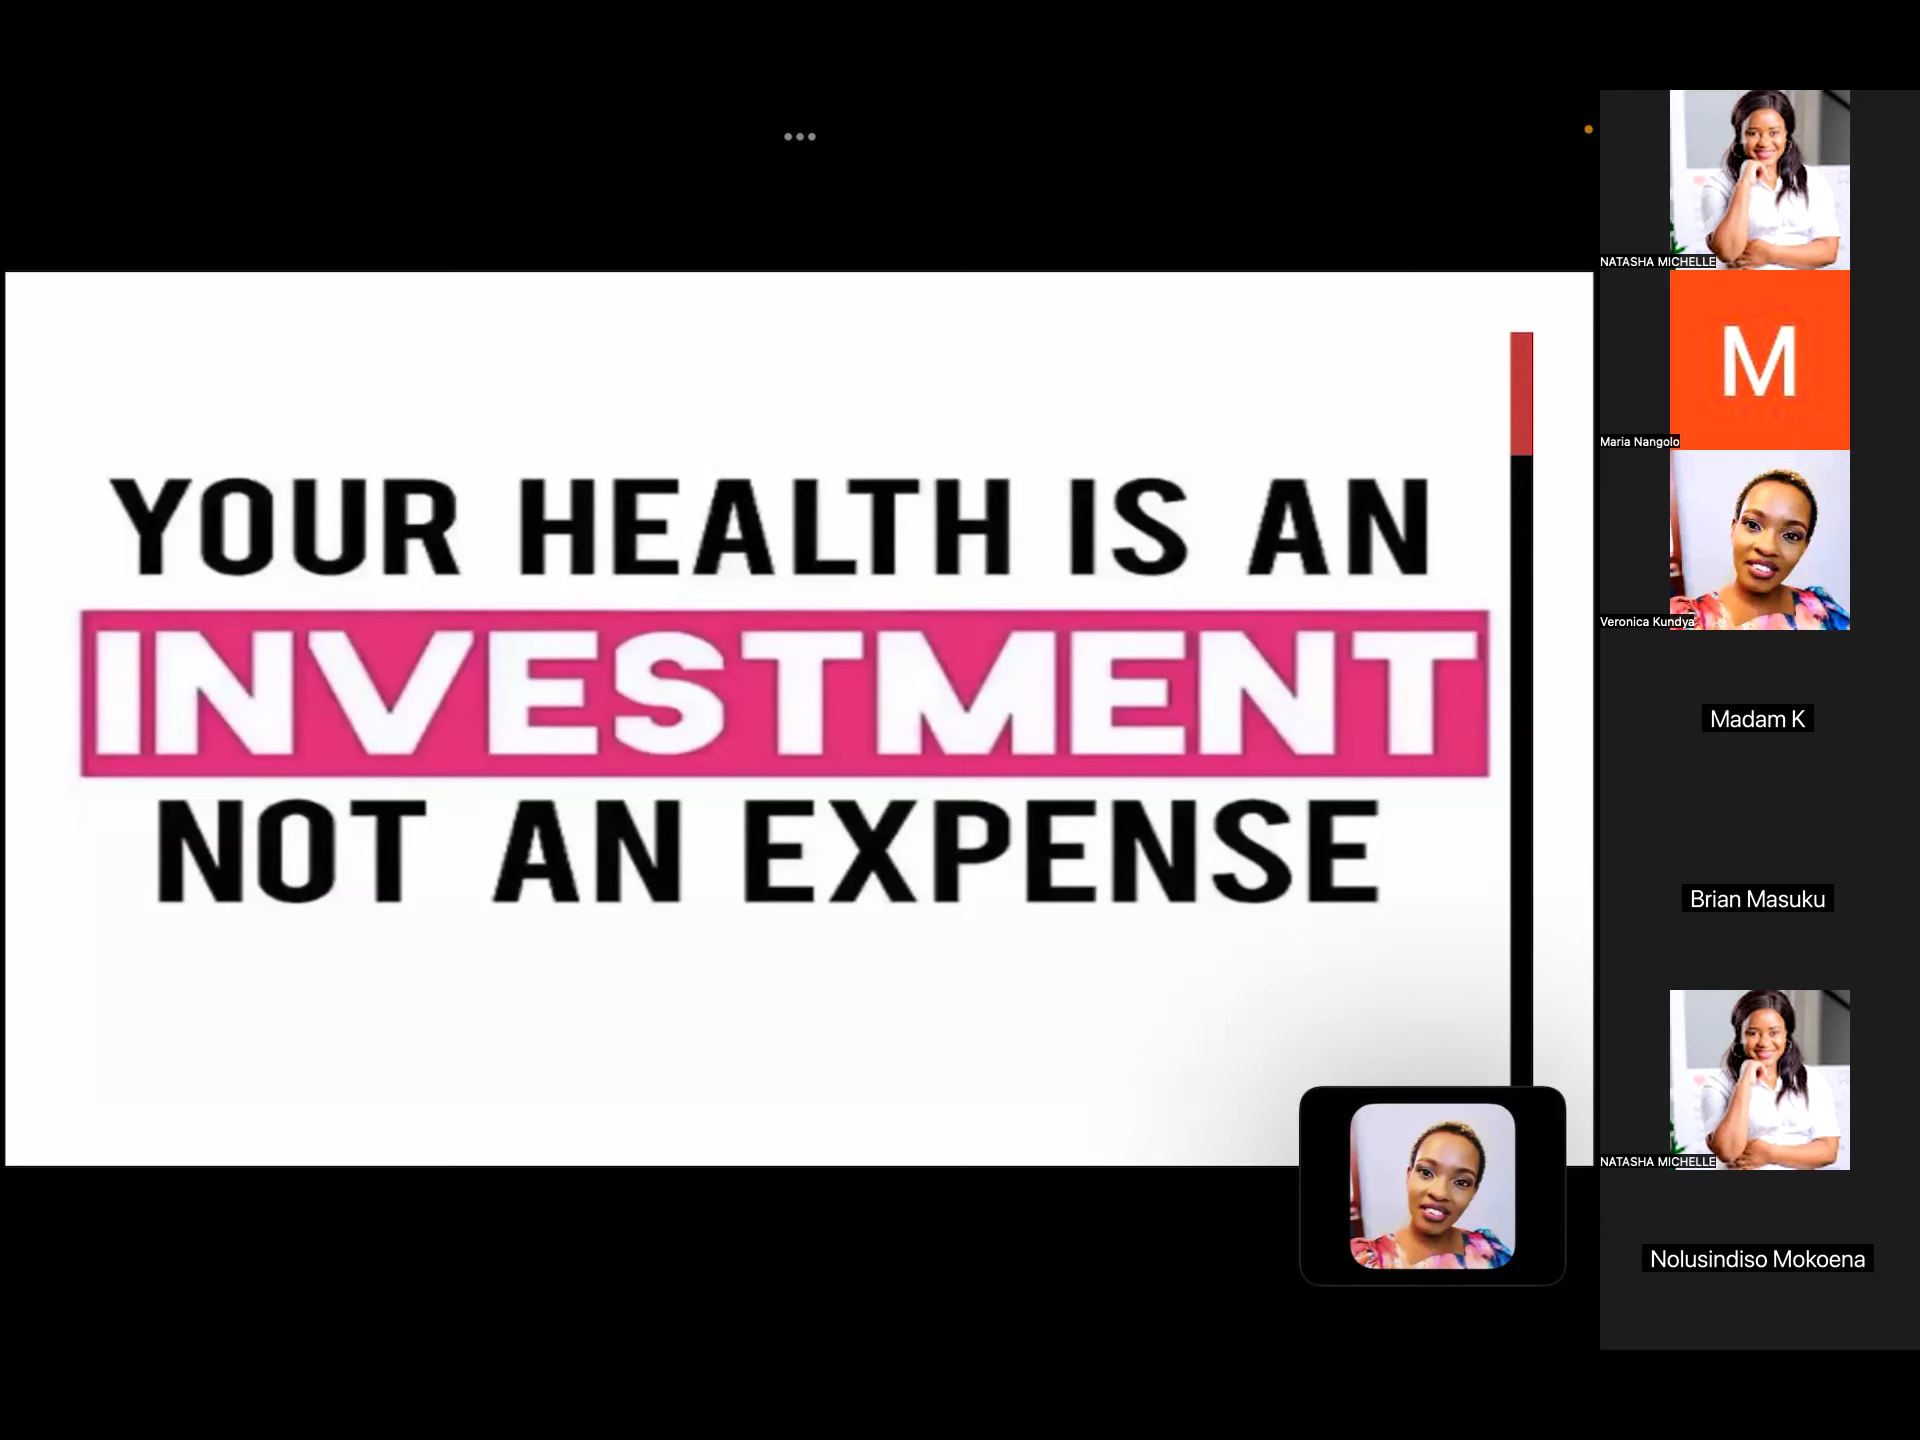 YOUR HEALTH IS AN
INVESTMENT
NOT AN EXPENSE
NATASHA MICHELLE
M
Maria Nangolo
Veronica Kundya
Madam K
Brian Masuku
NATASHA MICHELLE
Nolusindiso Mokoena